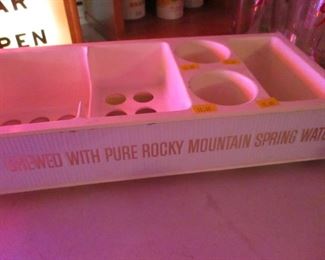 AR
PEN
BREWED WITH PURE ROCKY MOUNTAIN SPRING WAT